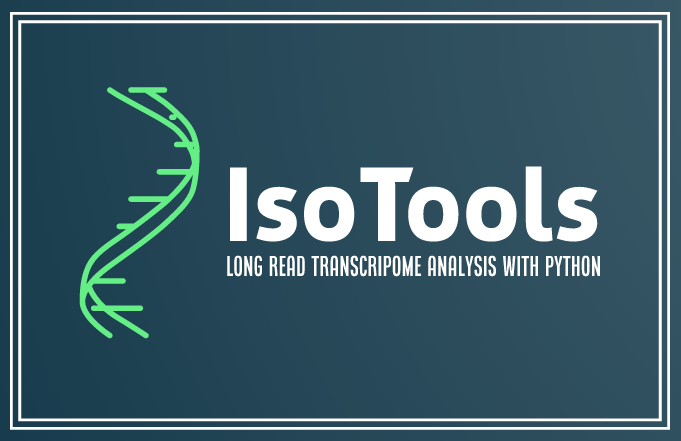 IsoTools
LONG READ TRANSCRIPOME ANALYSIS WITH PYTHON